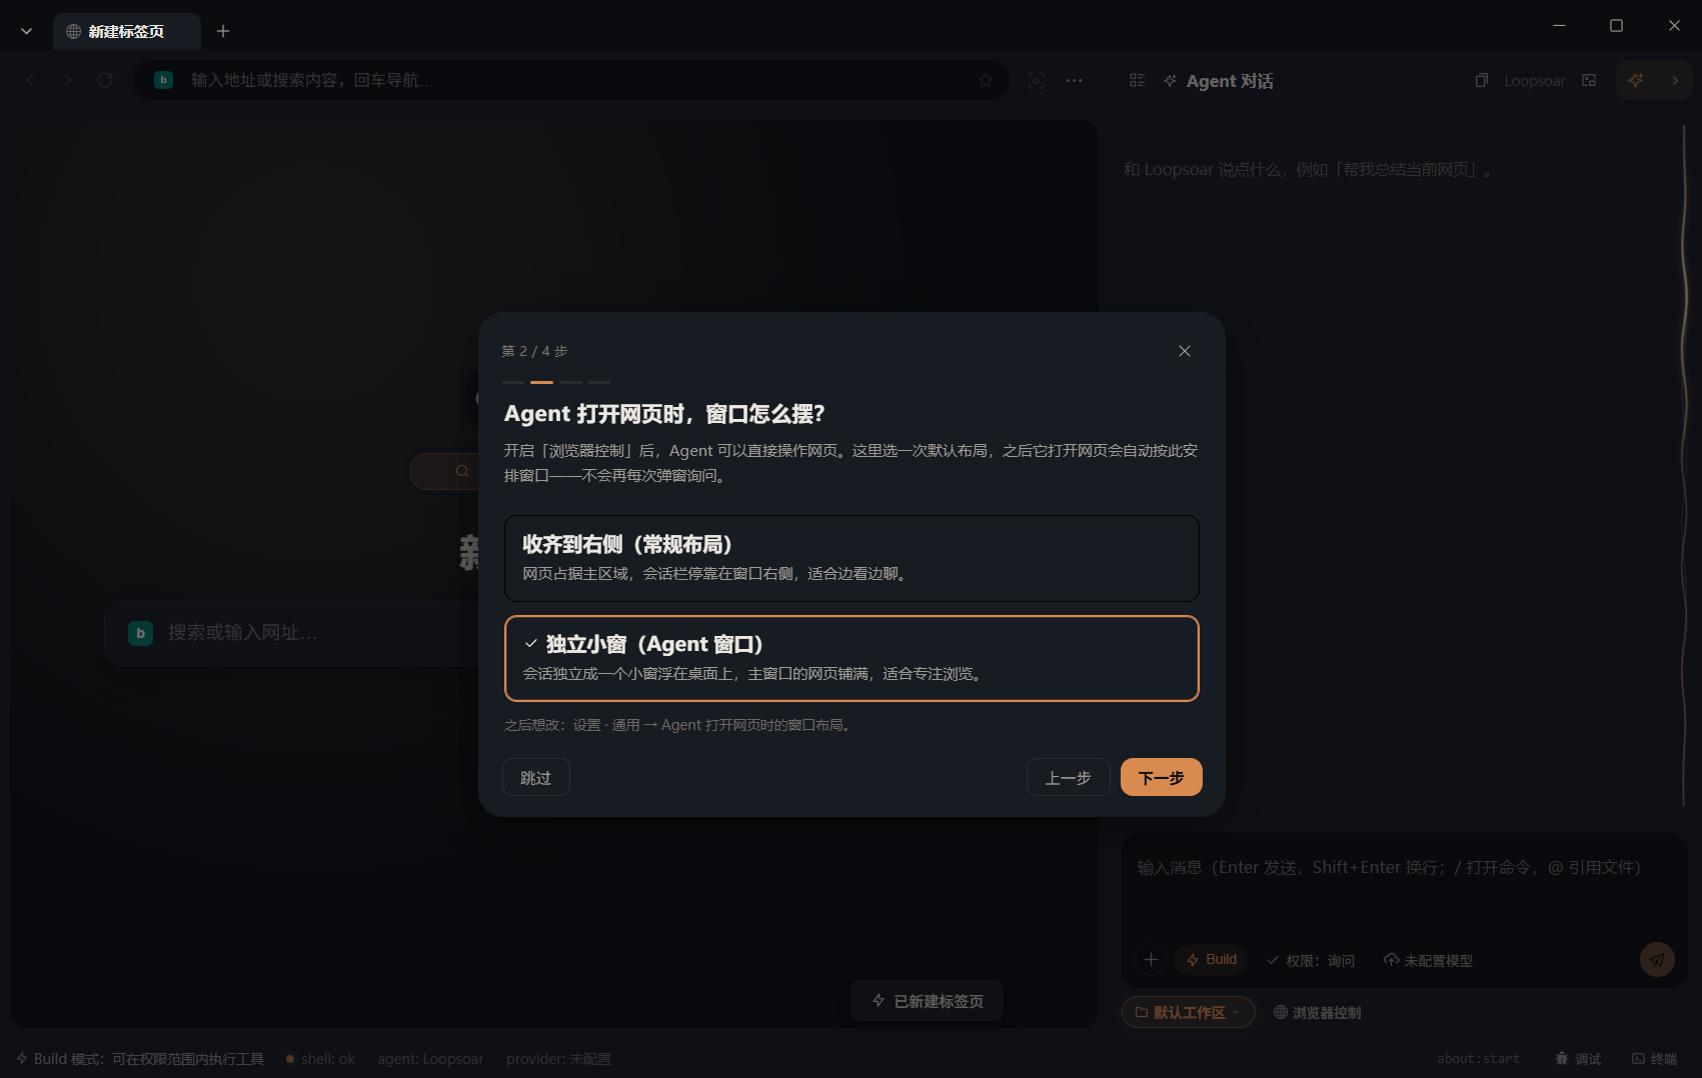 新建标签页
b 输入地址或搜索内容，回车导航...
Agent 对话
Loopsoar
和 Loopsoar 说点什么，例如「帮我总结当前网页」。
第 2 / 4 步
Agent 打开网页时，窗口怎么摆？
开启「浏览器控制」后，Agent 可以直接操作网页。这里选一次默认布局，之后它打开网页会自动按此安
排窗口——不会再每次弹窗询问。
收齐到右侧（常规布局）
网页占据主区域，会话栏停靠在窗口右侧，适合边看边聊。
独立小窗（Agent 窗口）
会话独立成一个小窗浮在桌面上，主窗口的网页铺满，适合专注浏览。
之后想改：设置 · 通用 → Agent 打开网页时的窗口布局。
跳过
上一步
下一步
新
b 搜索或输入网址...
已新建标签页
输入消息（Enter 发送，Shift+Enter 换行；/ 打开命令，@ 引用文件）
Build
权限：询问
未配置模型
默认工作区
浏览器控制
Build 模式：可在权限范围内执行工具
shell: ok
agent: Loopsoar
provider: 未配置
about:start
调试
终端